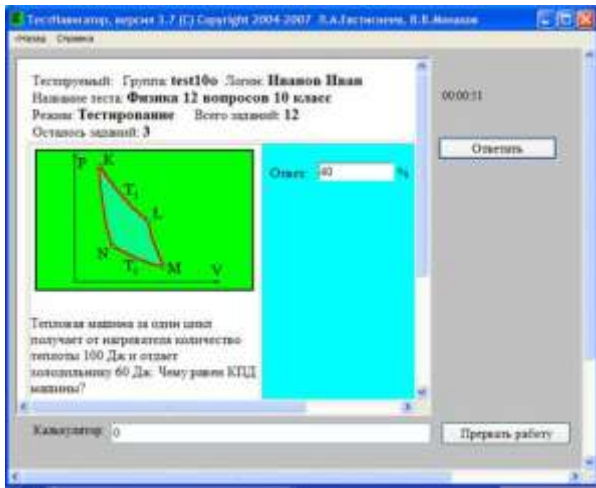 ТестНавигатор, версия 3.7 (C) Copyright 2004-2007
Справка
Тестируемый: Группа: test10o Логин: Иванов Иван
Название теста: Физика 12 вопросов 10 класс
Режим: Тестирование Всего заданий: 12
Осталось заданий: 3
00:00:31
Ответить
P K
T₁
L
N
T₂ M V
Ответ: 40 %
Тепловая машина за один цикл
получает от нагревателя количество
теплоты 100 Дж и отдает
холодильнику 60 Дж. Чему равен КПД
машины?
Калькулятор: 0
Прервать работу